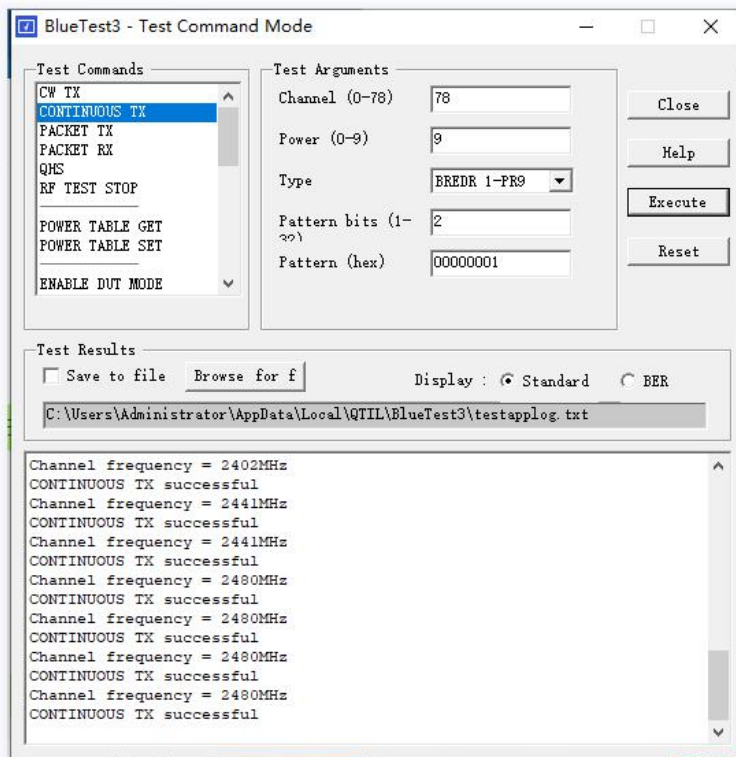 BlueTest3 - Test Command Mode
Test Commands
CW TX
CONTINUOUS TX
PACKET TX
PACKET RX
QHS
RF TEST STOP
POWER TABLE GET
POWER TABLE SET
ENABLE DUT MODE
Test Arguments
Channel (0-78) 78
Power (0-9) 9
Type BREDR 1-PR9
Pattern bits (1-
32) 2
Pattern (hex) 00000001
Close
Help
Execute
Reset
Test Results
Save to file Browse for f Display : Standard BER
C:\Users\Administrator\AppData\Local\QTIL\BlueTest3\testapplog.txt
Channel frequency = 2402MHz
CONTINUOUS TX successful
Channel frequency = 2441MHz
CONTINUOUS TX successful
Channel frequency = 2441MHz
CONTINUOUS TX successful
Channel frequency = 2480MHz
CONTINUOUS TX successful
Channel frequency = 2480MHz
CONTINUOUS TX successful
Channel frequency = 2480MHz
CONTINUOUS TX successful
Channel frequency = 2480MHz
CONTINUOUS TX successful